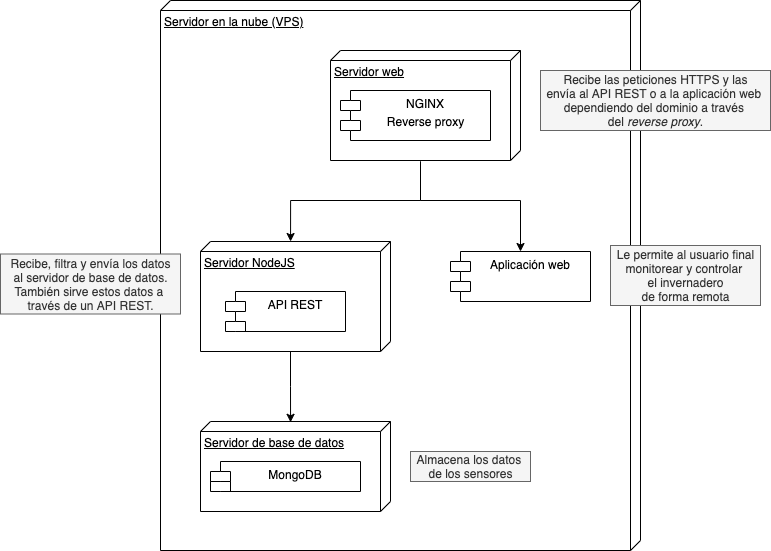 Servidor en la nube (VPS)
Servidor web
NGINX
Reverse proxy
Recibe las peticiones HTTPS y las
envía al API REST o a la aplicación web
dependiendo del dominio a través
del reverse proxy.
Recibe, filtra y envía los datos
al servidor de base de datos.
También sirve estos datos a
través de un API REST.
Servidor NodeJS
API REST
Aplicación web
Le permite al usuario final
monitorear y controlar
el invernadero
de forma remota
Servidor de base de datos
MongoDB
Almacena los datos
de los sensores